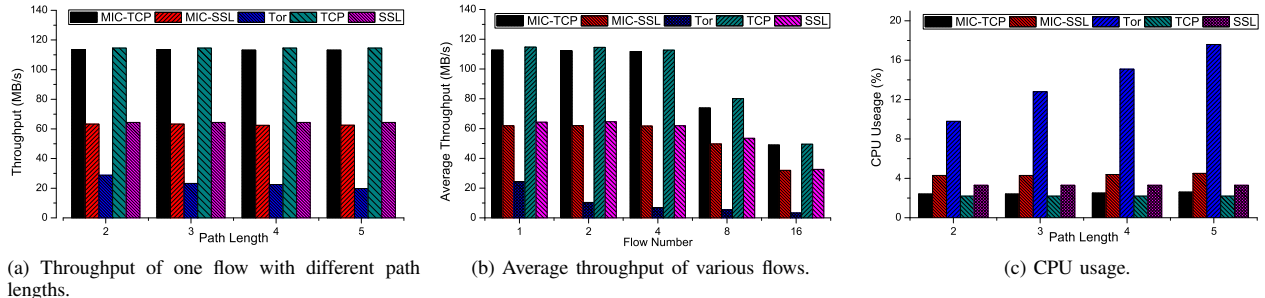 MIC-TCP MIC-SSL Tor TCP SSL
Throughput (MB/s)
140
120
100
80
60
40
20
0
2 3 4 5
Path Length
(a) Throughput of one flow with different path
lengths.
MIC-TCP MIC-SSL Tor TCP SSL
Average Throughput (MB/s)
140
120
100
80
60
40
20
0
1 2 4 8 16
Flow Number
(b) Average throughput of various flows.
MIC-TCP MIC-SSL Tor TCP SSL
CPU Useage (%)
20
16
12
8
4
0
2 3 4 5
Path Length
(c) CPU usage.